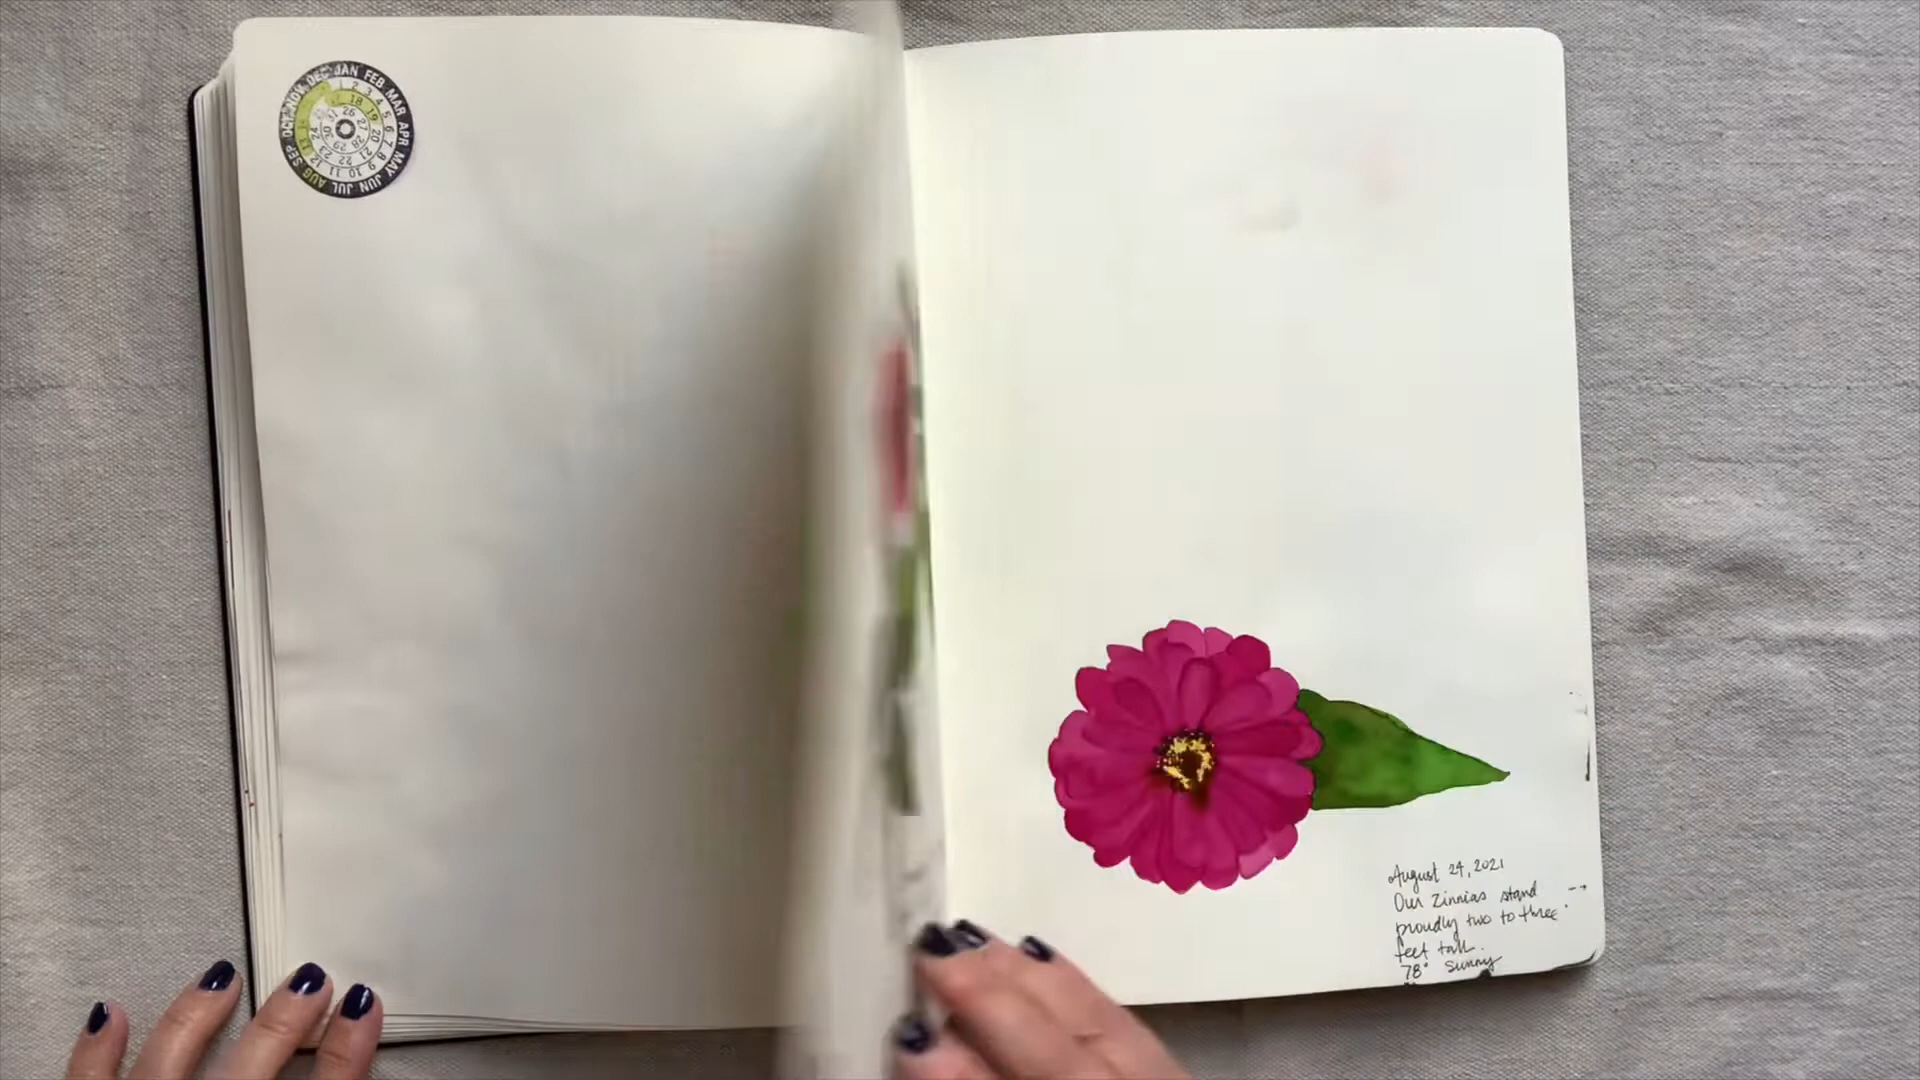 JAN FEB MAR APR MAY JUN JUL AUG SEP OCT NOV DEC
August 24, 2021
Our Zinnias stand
proudly two to three
feet tall.
78° Sunny